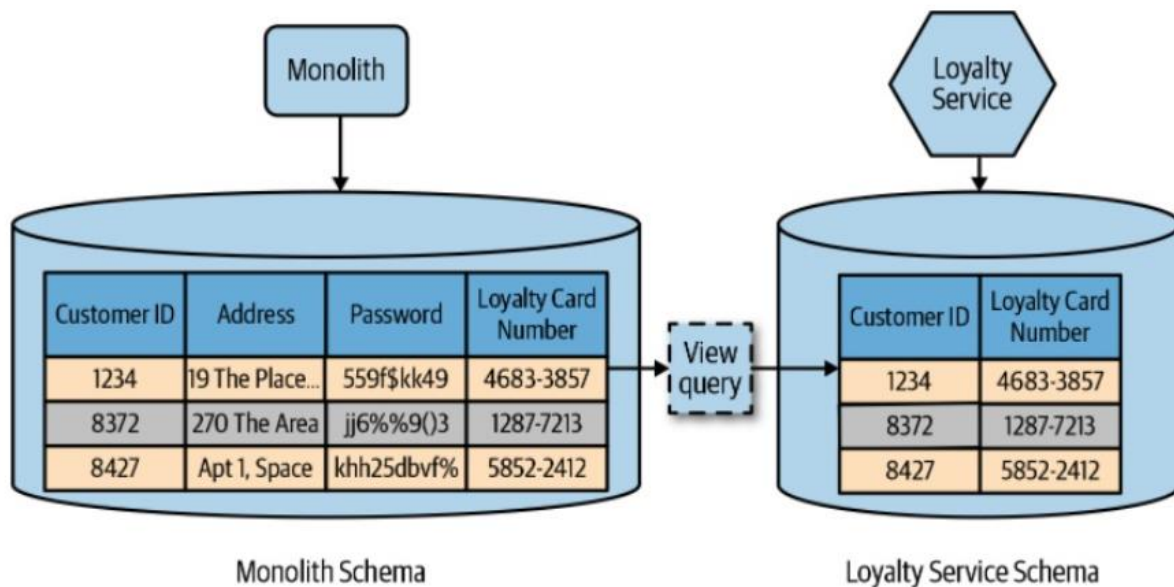 Monolith
Loyalty
Service
Customer ID
Address
Password
Loyalty Card
Number
1234
19 The Place...
559f$kk49
4683-3857
8372
270 The Area
jj6%%9()3
1287-7213
8427
Apt 1, Space
khh25dbvf%
5852-2412
View
query
Customer ID
Loyalty Card
Number
1234
4683-3857
8372
1287-7213
8427
5852-2412
Monolith Schema
Loyalty Service Schema